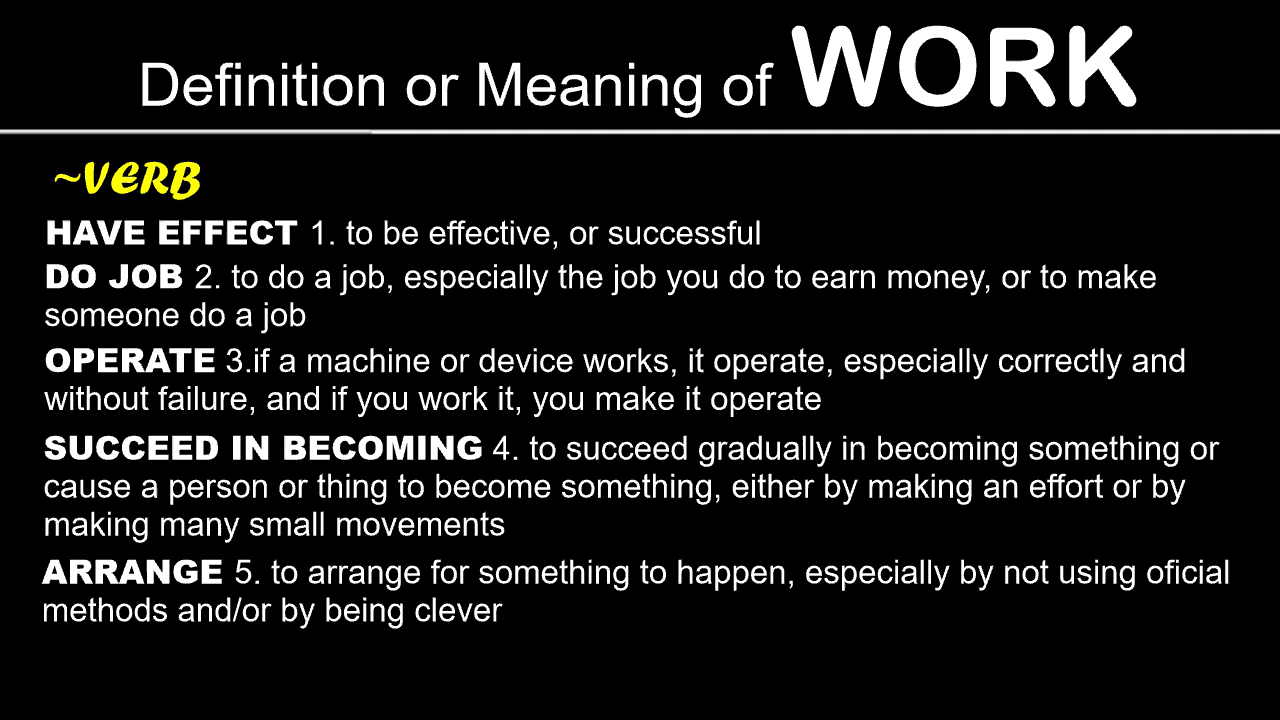 Definition or Meaning of WORK
~VERB
HAVE EFFECT 1. to be effective, or successful
DO JOB 2. to do a job, especially the job you do to earn money, or to make
someone do a job
OPERATE 3.if a machine or device works, it operate, especially correctly and
without failure, and if you work it, you make it operate
SUCCEED IN BECOMING 4. to succeed gradually in becoming something or
cause a person or thing to become something, either by making an effort or by
making many small movements
ARRANGE 5. to arrange for something to happen, especially by not using oficial
methods and/or by being clever